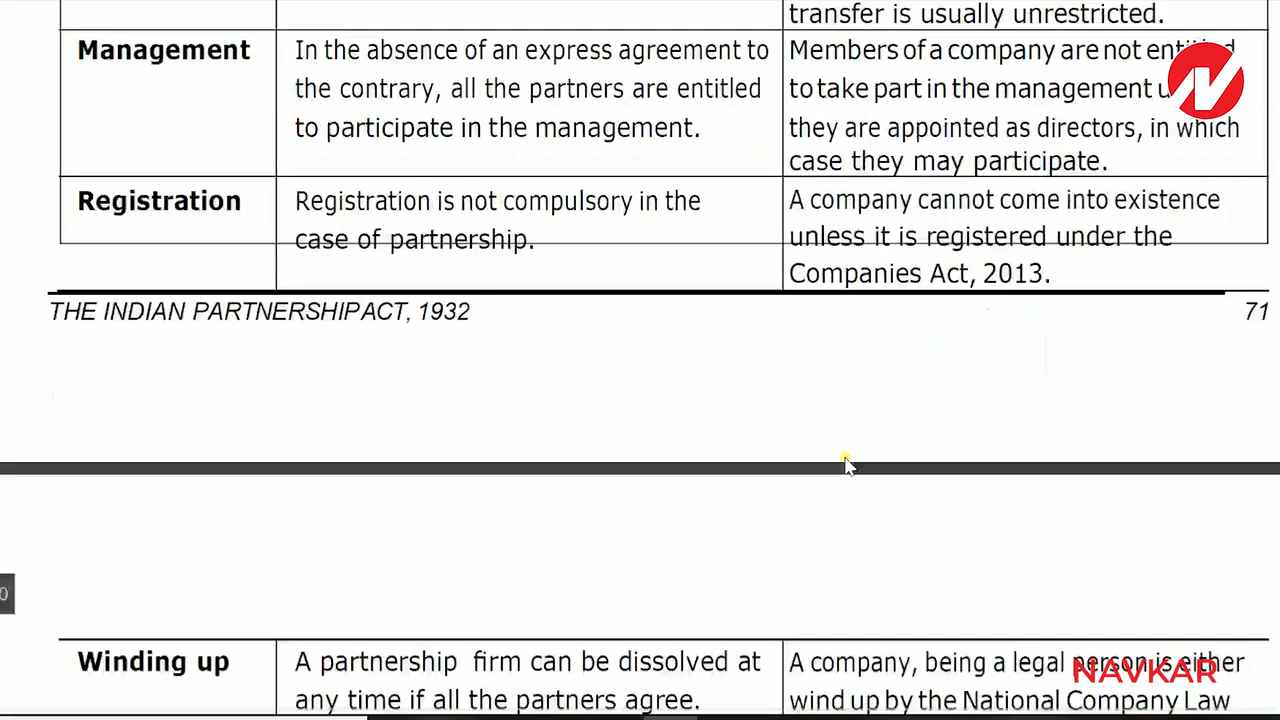 transfer is usually unrestricted.
Management
In the absence of an express agreement to
the contrary, all the partners are entitled
to participate in the management.
Members of a company are not entitled
to take part in the management
they are appointed as directors, in which
case they may participate.
Registration
Registration is not compulsory in the
case of partnership.
A company cannot come into existence
unless it is registered under the
Companies Act, 2013.
THE INDIAN PARTNERSHIPACT, 1932
71
0
Winding up
A partnership firm can be dissolved at
any time if all the partners agree.
A company, being a legal person is either
wind up by the National Company Law
NAVKAR